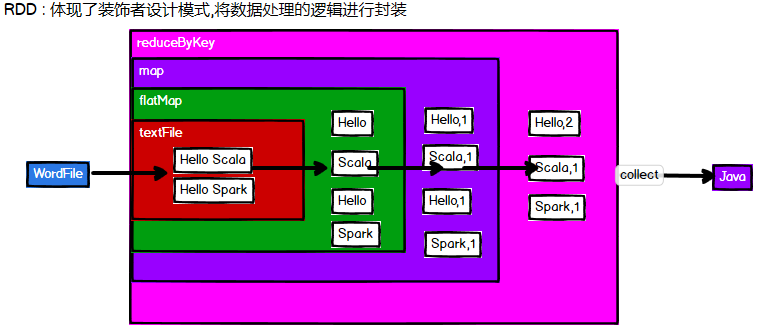 RDD : 体现了装饰者设计模式,将数据处理的逻辑进行封装
reduceByKey
map
flatMap
textFile
WordFile
Hello Scala
Hello Spark
Hello
Scala
Hello
Spark
Hello,1
Scala,1
Hello,1
Spark,1
Hello,2
Scala,1
Spark,1
collect
Java